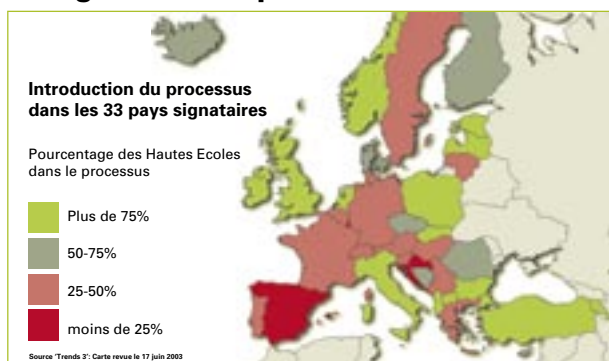 Introduction du processus
dans les 33 pays signataires
Pourcentage des Hautes Ecoles
dans le processus
Plus de 75%
50-75%
25-50%
moins de 25%
Source 'Trends 3': Carte revue le 17 juin 2003